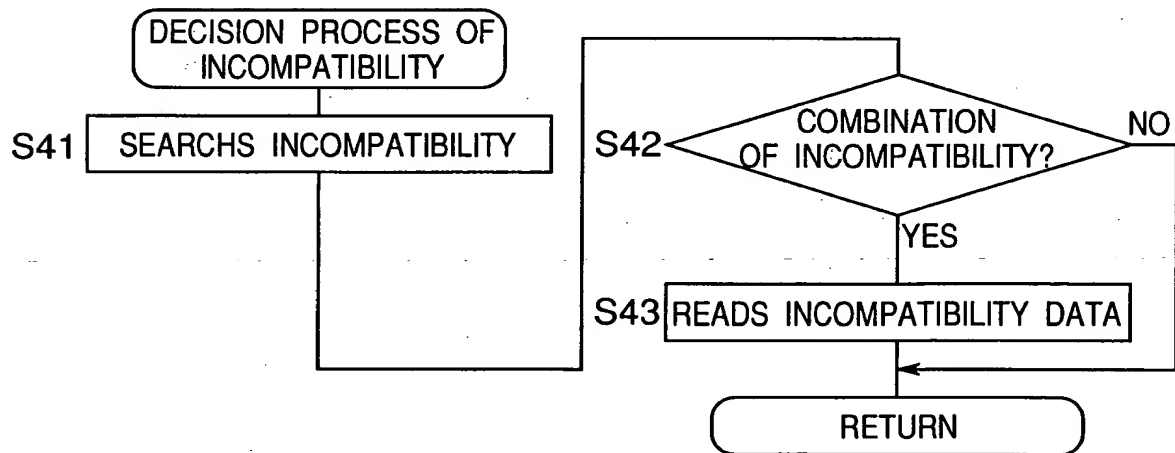 DECISION PROCESS OF
INCOMPATIBILITY
S41
SEARCHS INCOMPATIBILITY
S42
COMBINATION
OF INCOMPATIBILITY?
NO
YES
S43
READS INCOMPATIBILITY DATA
RETURN